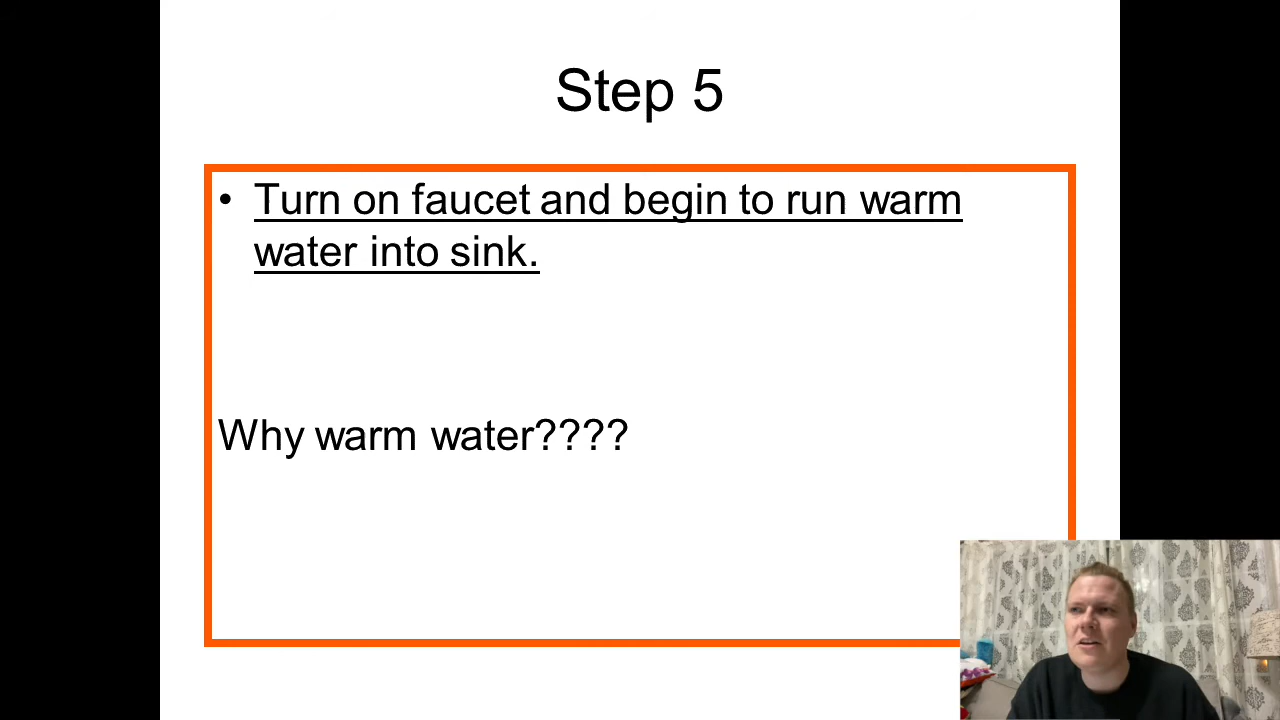 Step 5
• Turn on faucet and begin to run warm
water into sink.
Why warm water????